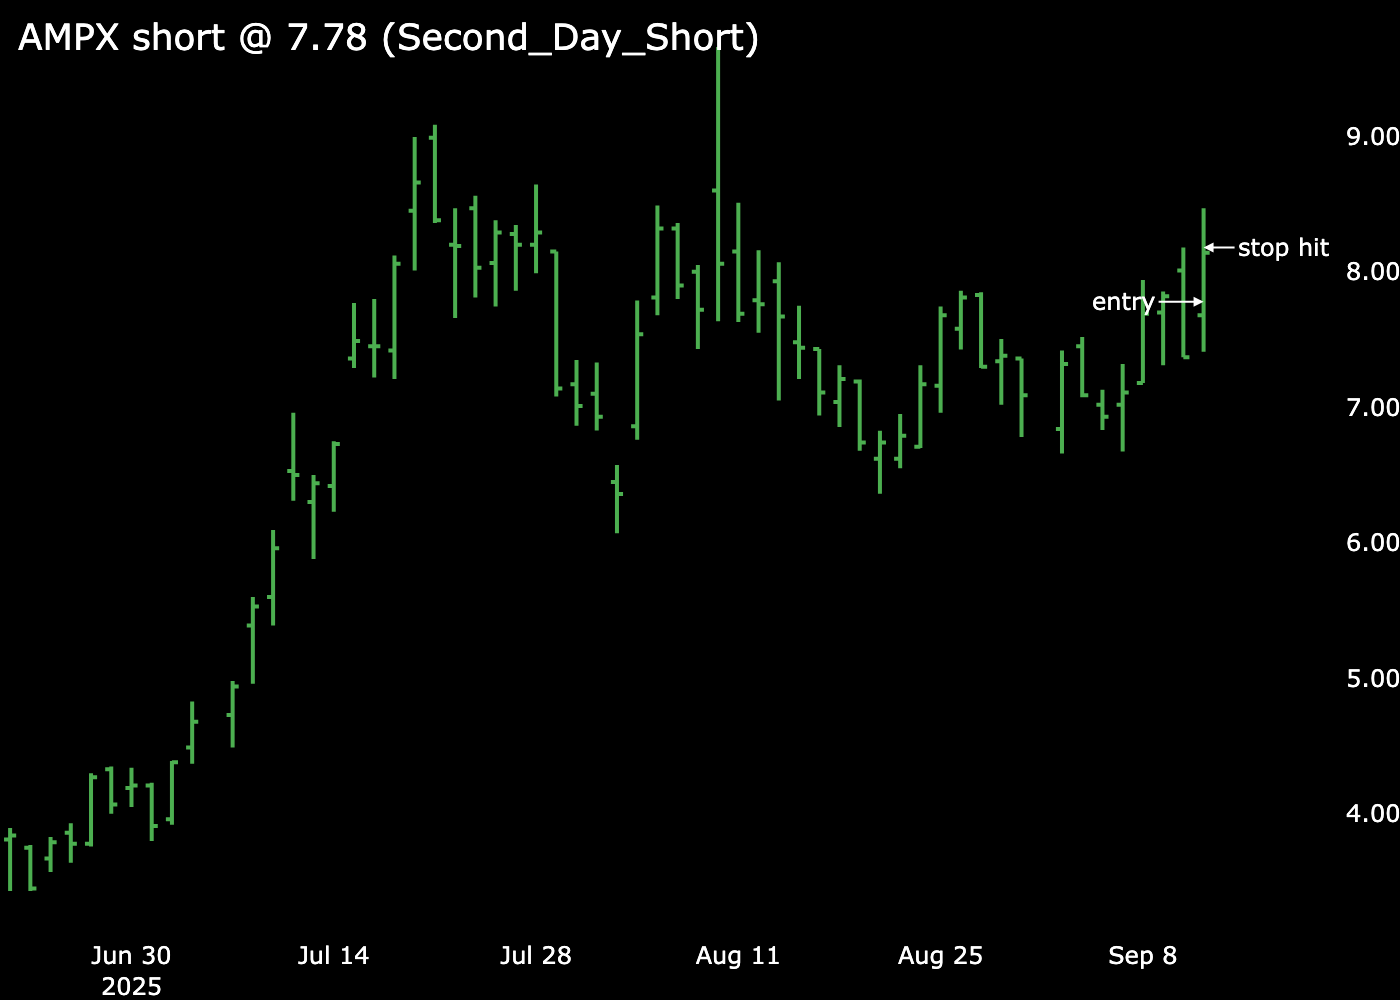 AMPX short @ 7.78 (Second_Day_Short)
9.00
stop hit
8.00
entry
7.00
6.00
5.00
4.00
Jun 30
2025
Jul 14
Jul 28
Aug 11
Aug 25
Sep 8